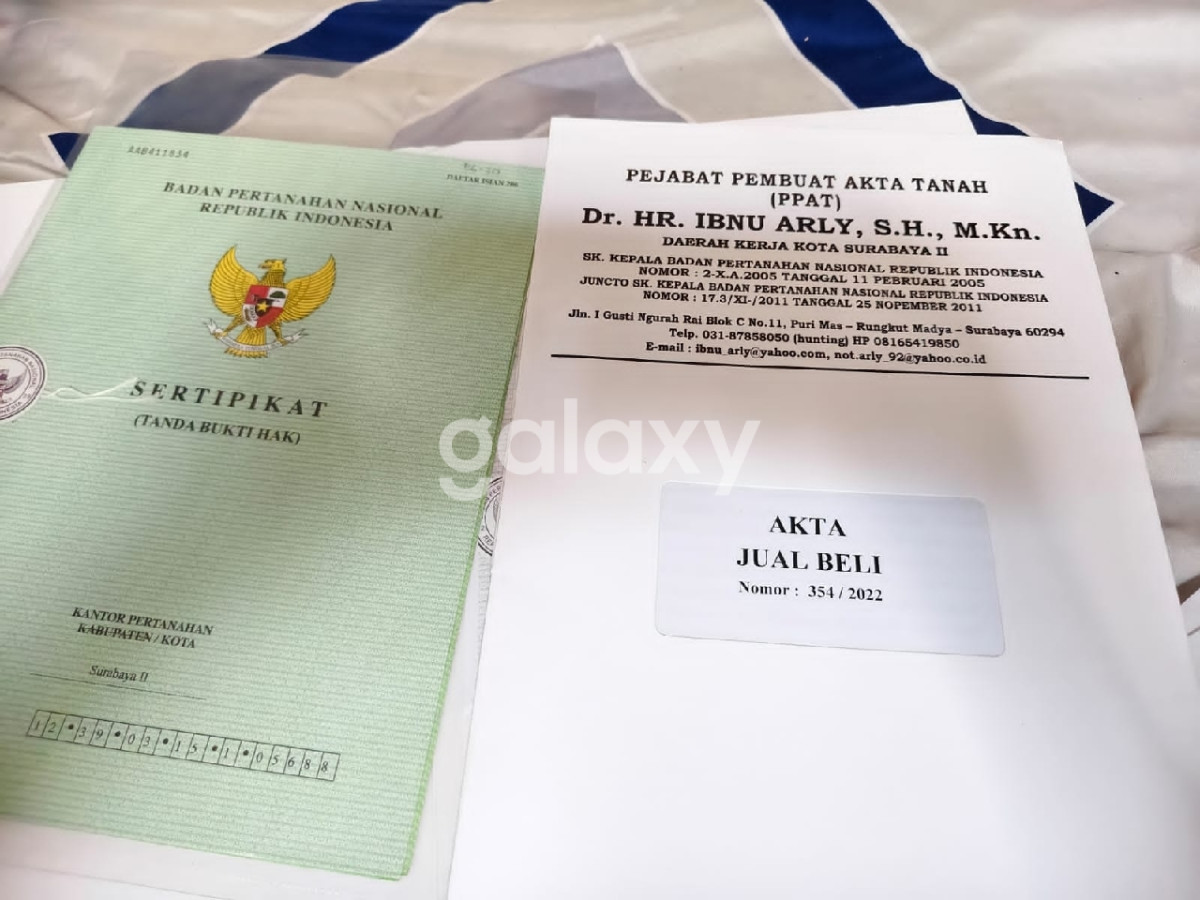 AAB411934
DAFTAR ISIAN 206
BADAN PERTANAHAN NASIONAL
REPUBLIK INDONESIA
SERTIPIKAT
(TANDA BUKTI HAK)
KANTOR PERTANAHAN
KABUPATEN / KOTA
Surabaya II
12•39•03•15•1•05688
PEJABAT PEMBUAT AKTA TANAH
(PPAT)
Dr. HR. IBNU ARLY, S.H., M.Kn.
DAERAH KERJA KOTA SURABAYA II
SK. KEPALA BADAN PERTANAHAN NASIONAL REPUBLIK INDONESIA
NOMOR : 2-X.A.2005 TANGGAL 11 PEBRUARI 2005
JUNCTO SK. KEPALA BADAN PERTANAHAN NASIONAL REPUBLIK INDONESIA
NOMOR : 17.3/XI-/2011 TANGGAL 25 NOPEMBER 2011
Jln. I Gusti Ngurah Rai Blok C No.11, Puri Mas – Rungkut Madya – Surabaya 60294
Telp. 031-87858050 (hunting) HP 08165419850
E-mail : ibnu_arly@yahoo.com, not.arly_92@yahoo.co.id
galaxy
AKTA
JUAL BELI
Nomor : 354 / 2022